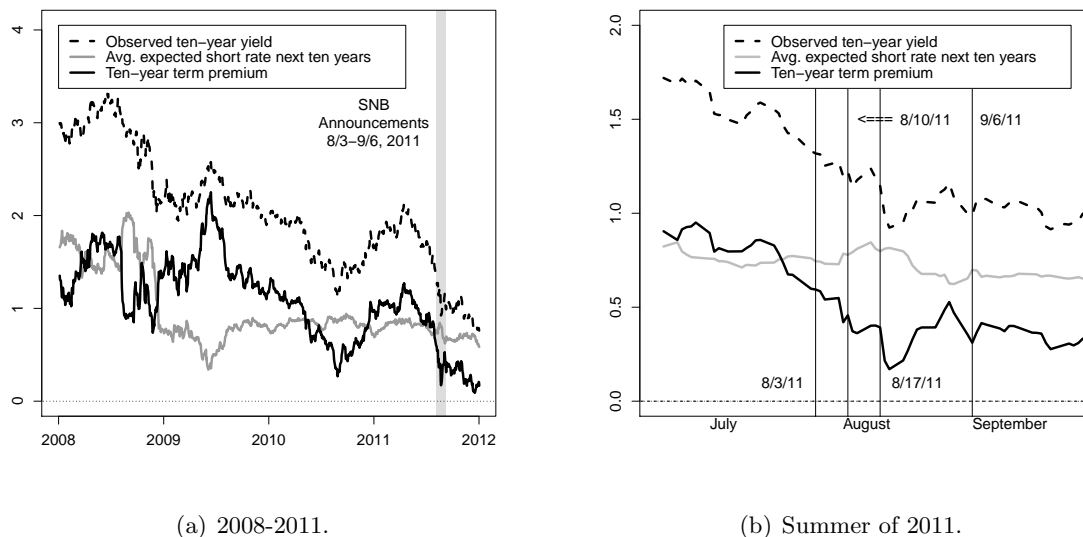 0 1 2 3 4
2008 2009 2010 2011 2012
Observed ten−year yield
Avg. expected short rate next ten years
Ten−year term premium
SNB
Announcements
8/3−9/6, 2011
(a) 2008-2011.
0.0 0.5 1.0 1.5 2.0
July August September
Observed ten−year yield
Avg. expected short rate next ten years
Ten−year term premium
<=== 8/10/11 9/6/11
8/3/11 8/17/11
(b) Summer of 2011.